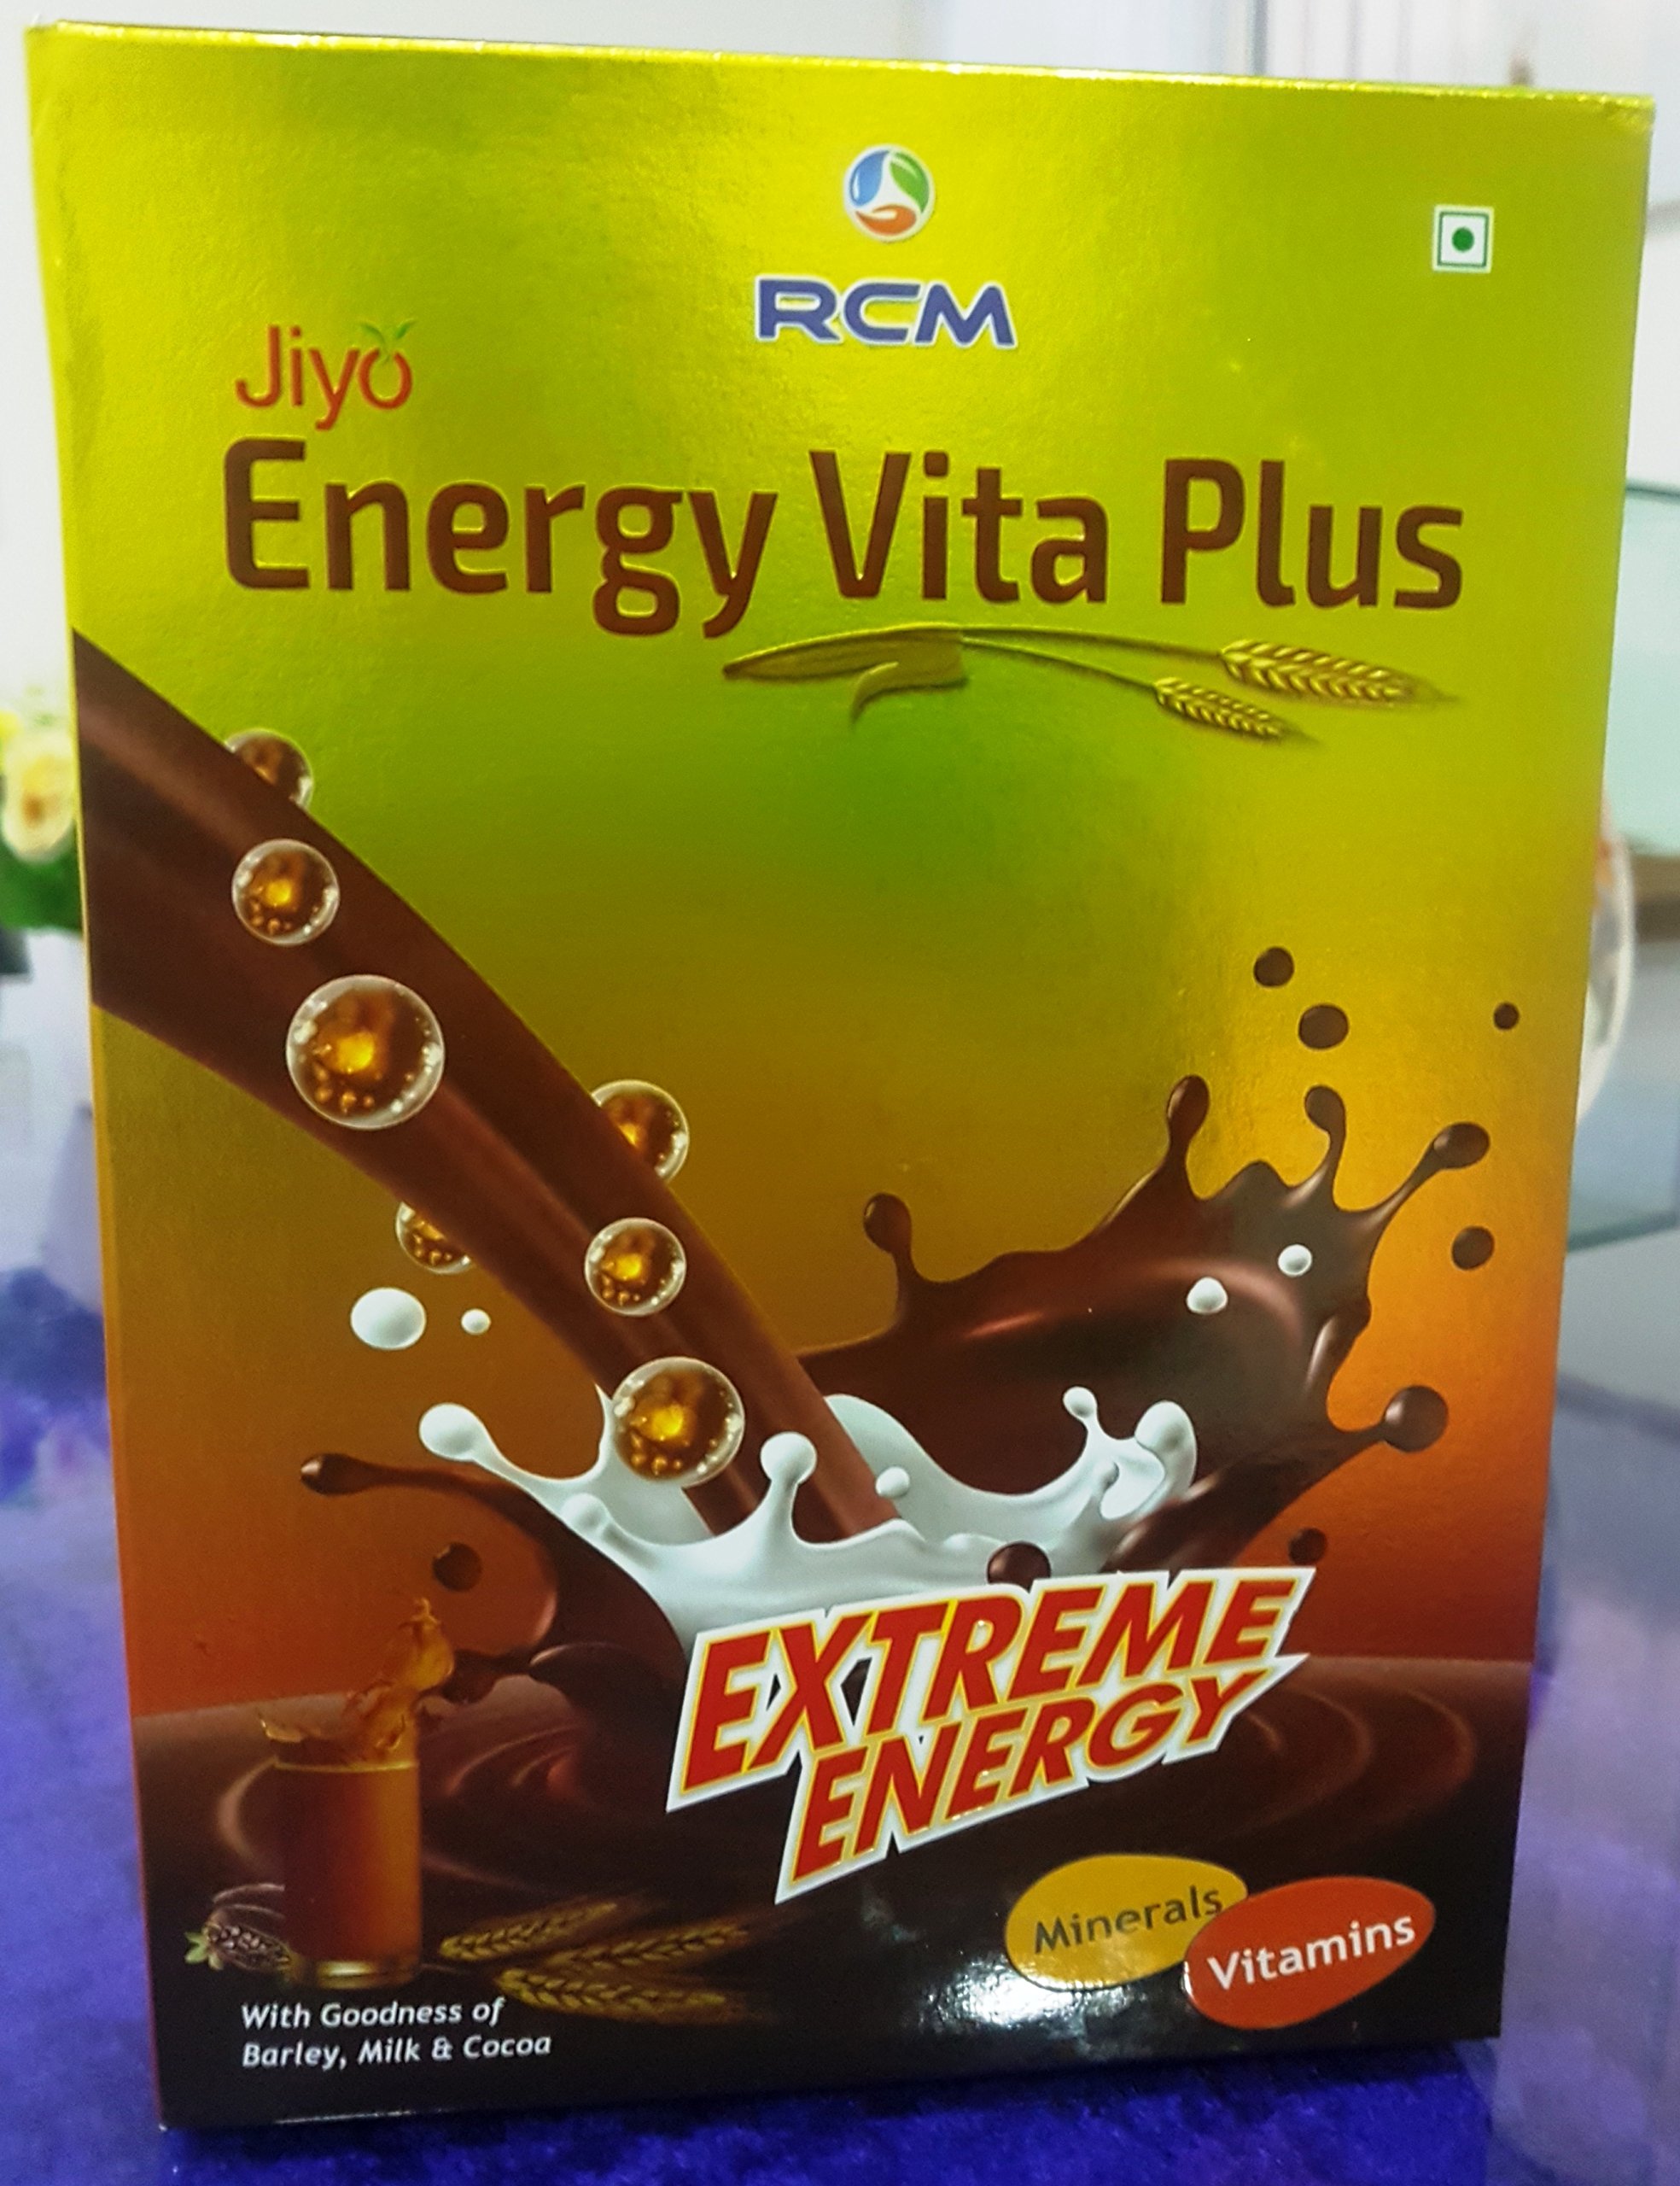 RCM
Jiyo
Energy Vita Plus
EXTREME
ENERGY
Minerals
Vitamins
With Goodness of
Barley, Milk & Cocoa